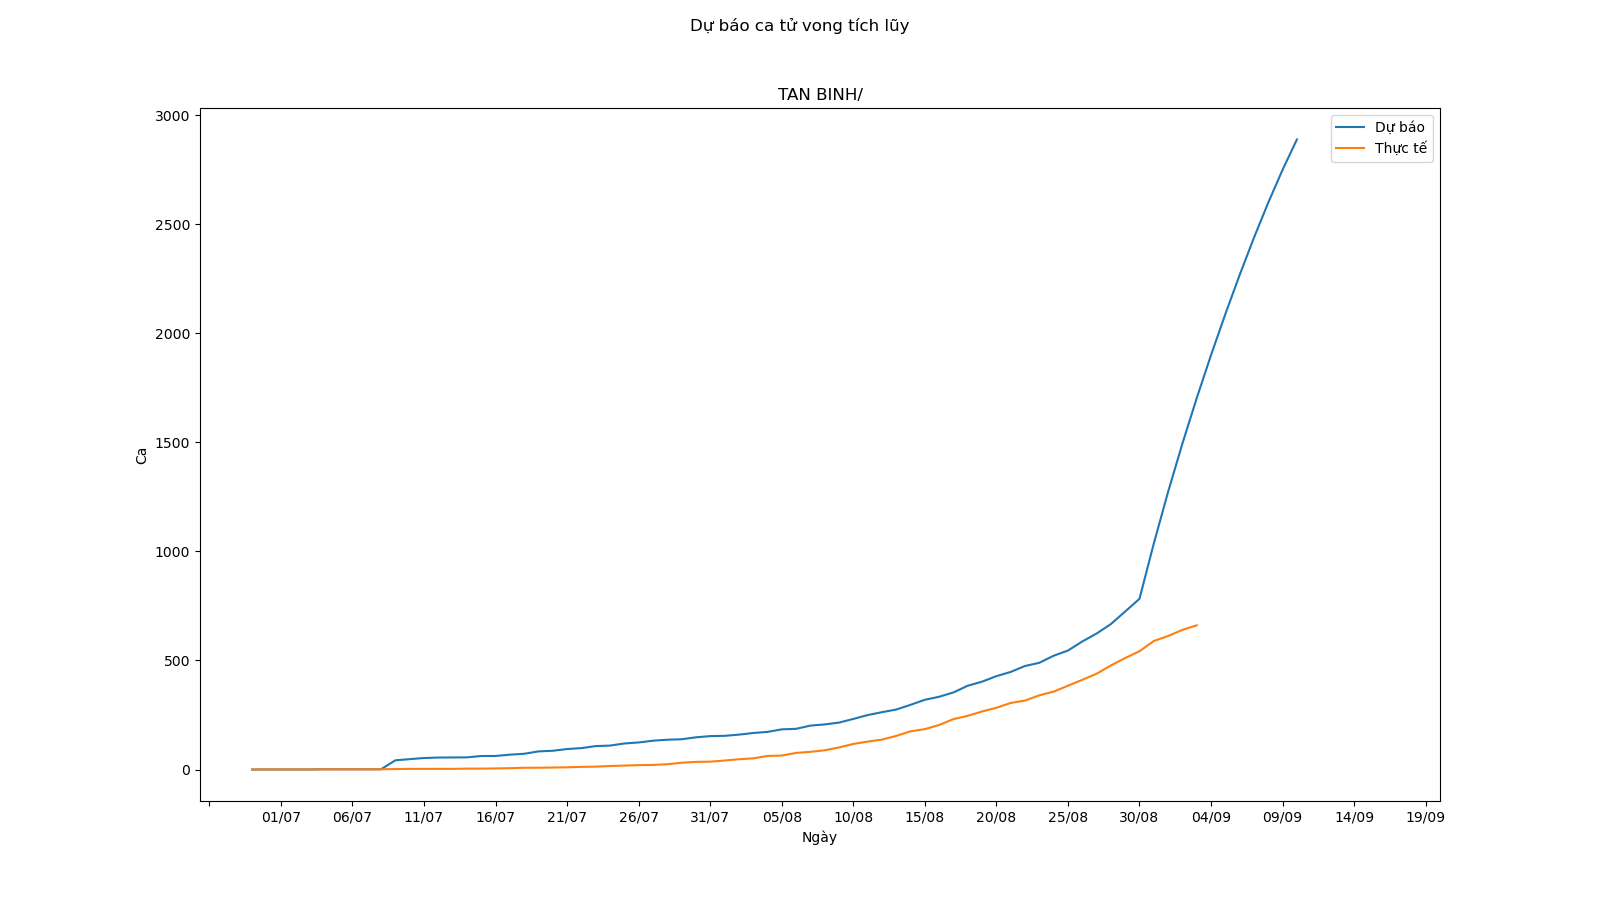 Dự báo ca tử vong tích lũy
TAN BINH/
3000
2500
2000
1500
1000
500
0
Ca
Dự báo
Thực tế
01/07 06/07 11/07 16/07 21/07 26/07 31/07 05/08 10/08 15/08 20/08 25/08 30/08 04/09 09/09 14/09 19/09
Ngày